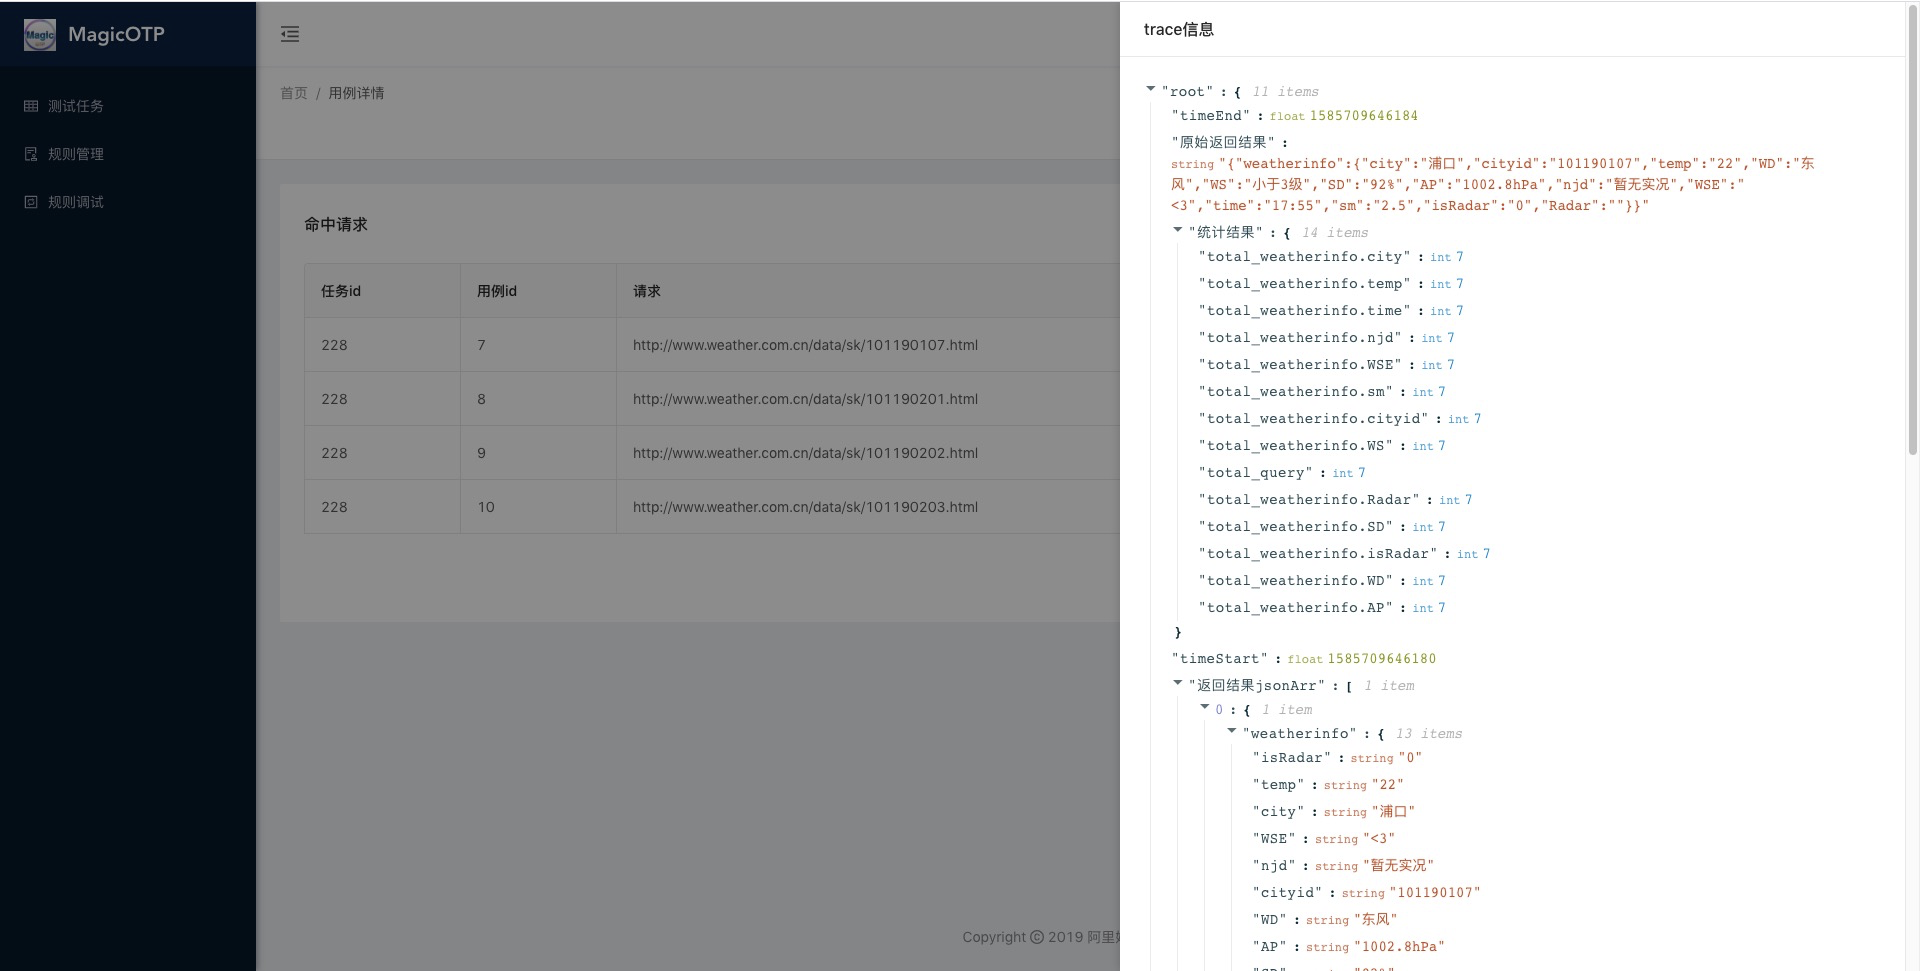 MagicOTP
测试任务
规则管理
规则调试
首页 / 用例详情
命中请求
任务id 用例id 请求
228 7 http://www.weather.com.cn/data/sk/101190107.html
228 8 http://www.weather.com.cn/data/sk/101190201.html
228 9 http://www.weather.com.cn/data/sk/101190202.html
228 10 http://www.weather.com.cn/data/sk/101190203.html
Copyright © 2019 阿里
trace信息
"root" : { 11 items
"timeEnd" : float 1585709646184
"原始返回结果" :
string "{"weatherinfo":{"city":"浦口","cityid":"101190107","temp":"22","WD":"东
风","WS":"小于3级","SD":"92%","AP":"1002.8hPa","njd":"暂无实况","WSE":"
<3","time":"17:55","sm":"2.5","isRadar":"0","Radar":""}}"
"统计结果" : { 14 items
"total_weatherinfo.city" : int 7
"total_weatherinfo.temp" : int 7
"total_weatherinfo.time" : int 7
"total_weatherinfo.njd" : int 7
"total_weatherinfo.WSE" : int 7
"total_weatherinfo.sm" : int 7
"total_weatherinfo.cityid" : int 7
"total_weatherinfo.WS" : int 7
"total_query" : int 7
"total_weatherinfo.Radar" : int 7
"total_weatherinfo.SD" : int 7
"total_weatherinfo.isRadar" : int 7
"total_weatherinfo.WD" : int 7
"total_weatherinfo.AP" : int 7
}
"timeStart" : float 1585709646180
"返回结果jsonArr" : [ 1 item
0 : { 1 item
"weatherinfo" : { 13 items
"isRadar" : string "0"
"temp" : string "22"
"city" : string "浦口"
"WSE" : string "<3"
"njd" : string "暂无实况"
"cityid" : string "101190107"
"WD" : string "东风"
"AP" : string "1002.8hPa"